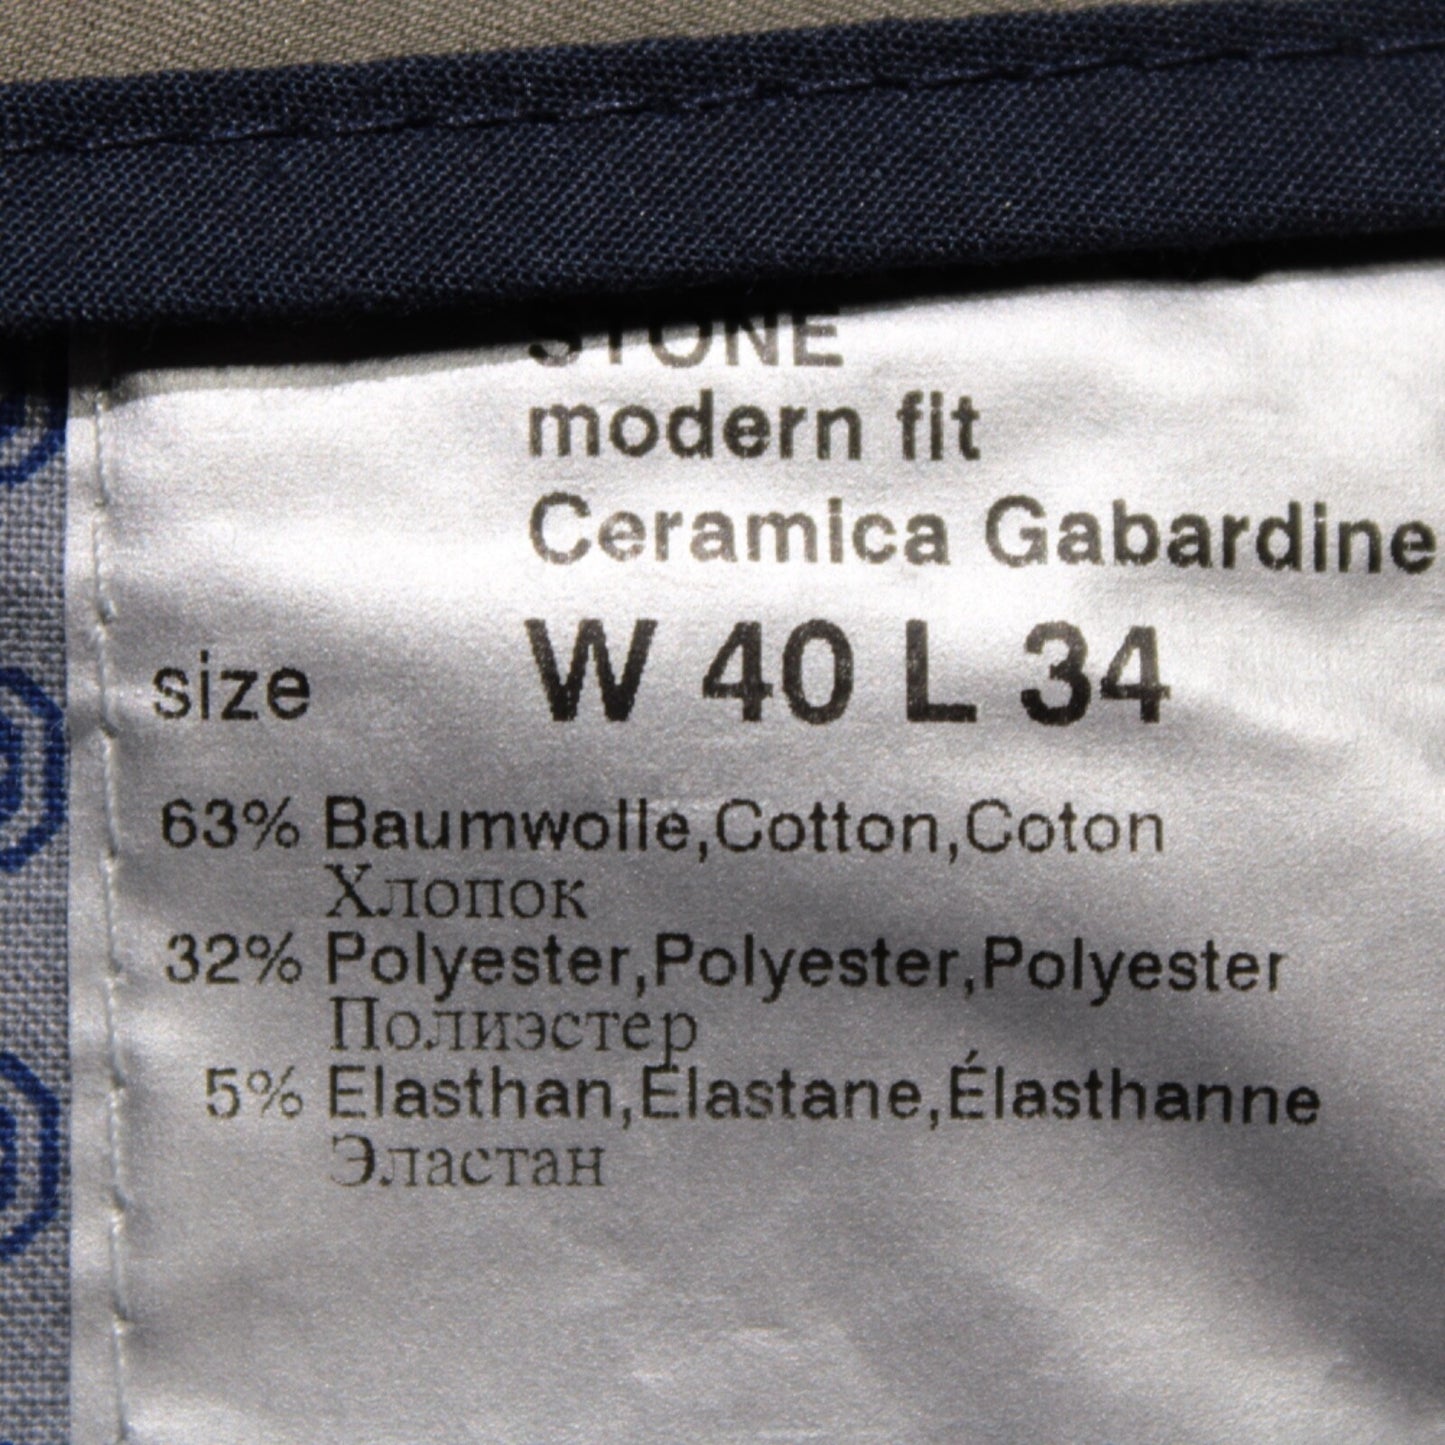 STONE
modern fit
Ceramica Gabardine
size W 40 L 34
63% Baumwolle,Cotton,Coton
Хлопок
32% Polyester,Polyester,Polyester
Полиэстер
5% Elasthan,Elastane,Élasthanne
Эластан